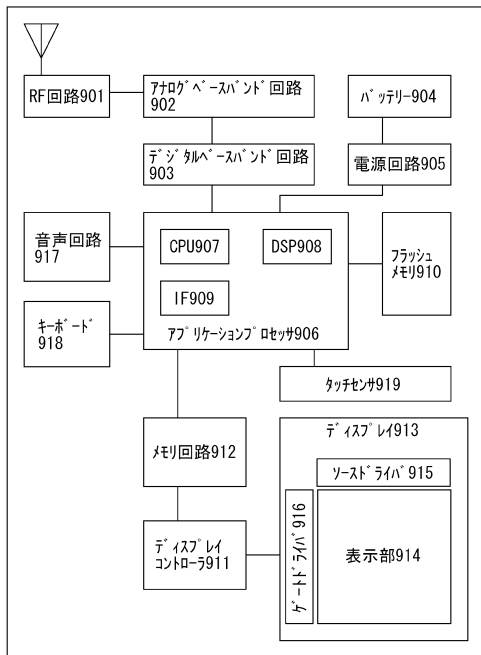 RF回路901
アナログベースバンド回路
902
バッテリー904
デジタルベースバンド回路
903
電源回路905
音声回路
917
CPU907
DSP908
フラッシュ
メモリ910
IF909
キーボード
918
アプリケーションプロセッサ906
タッチセンサ919
メモリ回路912
ディスプレイ913
ソースドライバ915
ゲートドライバ916
表示部914
ディスプレイ
コントローラ911